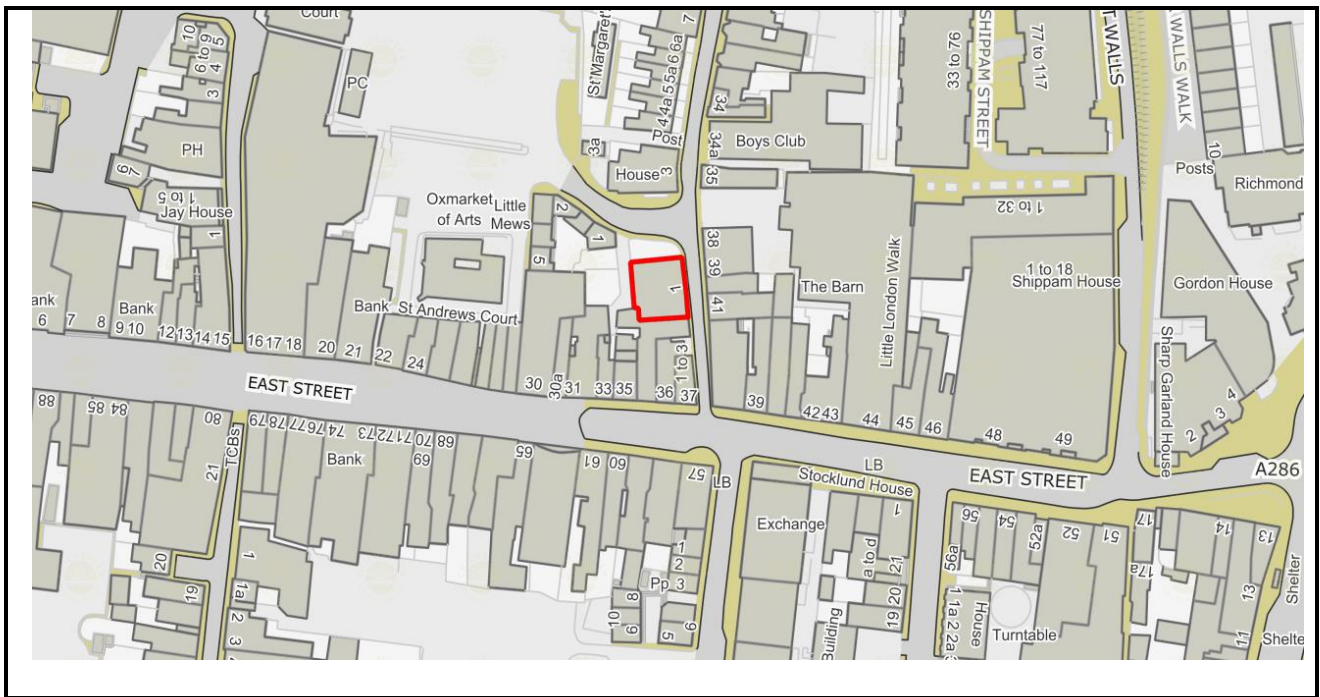 Court
10
5
6 to 9
4
3
PC
PH
6
7
1 to 5
Jay House
1
St Margaret's
7
6a
6
5a
5
4a
4
Post
3a
House
3
34
34a
35
Boys Club
SHIPPAM STREET
33 to 76
77 to 117
T WALLS
WALLS WALK
10
Posts
Richmond
Oxmarket
of Arts
Little
Mews
2
1
5
1
38
39
41
The Barn
Little London Walk
1 to 32
1 to 18
Shippam House
Gordon House
Sharp Garland House
4
3
2
ank
6
7
8
Bank
9
10
12
13
14
15
16
17
18
20
21
Bank
22
St Andrews Court
24
30
30a
31
33
35
36
1 to 3
37
39
42
43
44
45
46
48
49
EAST STREET
EAST STREET
A286
88
85
84
80
21
TCBs
79
78
77
76
74
Bank
73
72
71
70
69
68
65
61
60
57
LB
LB
Stocklund House
Exchange
1
a to d
21
20
19
Building
56
56a
54
52a
52
51
17
17a
14
13
13
11
Shelter
Shelte
20
19
1
1a
2
3
1
2
3
Pp
8
10
6
5
9
1
1a
2
2a
3
House
Turntable